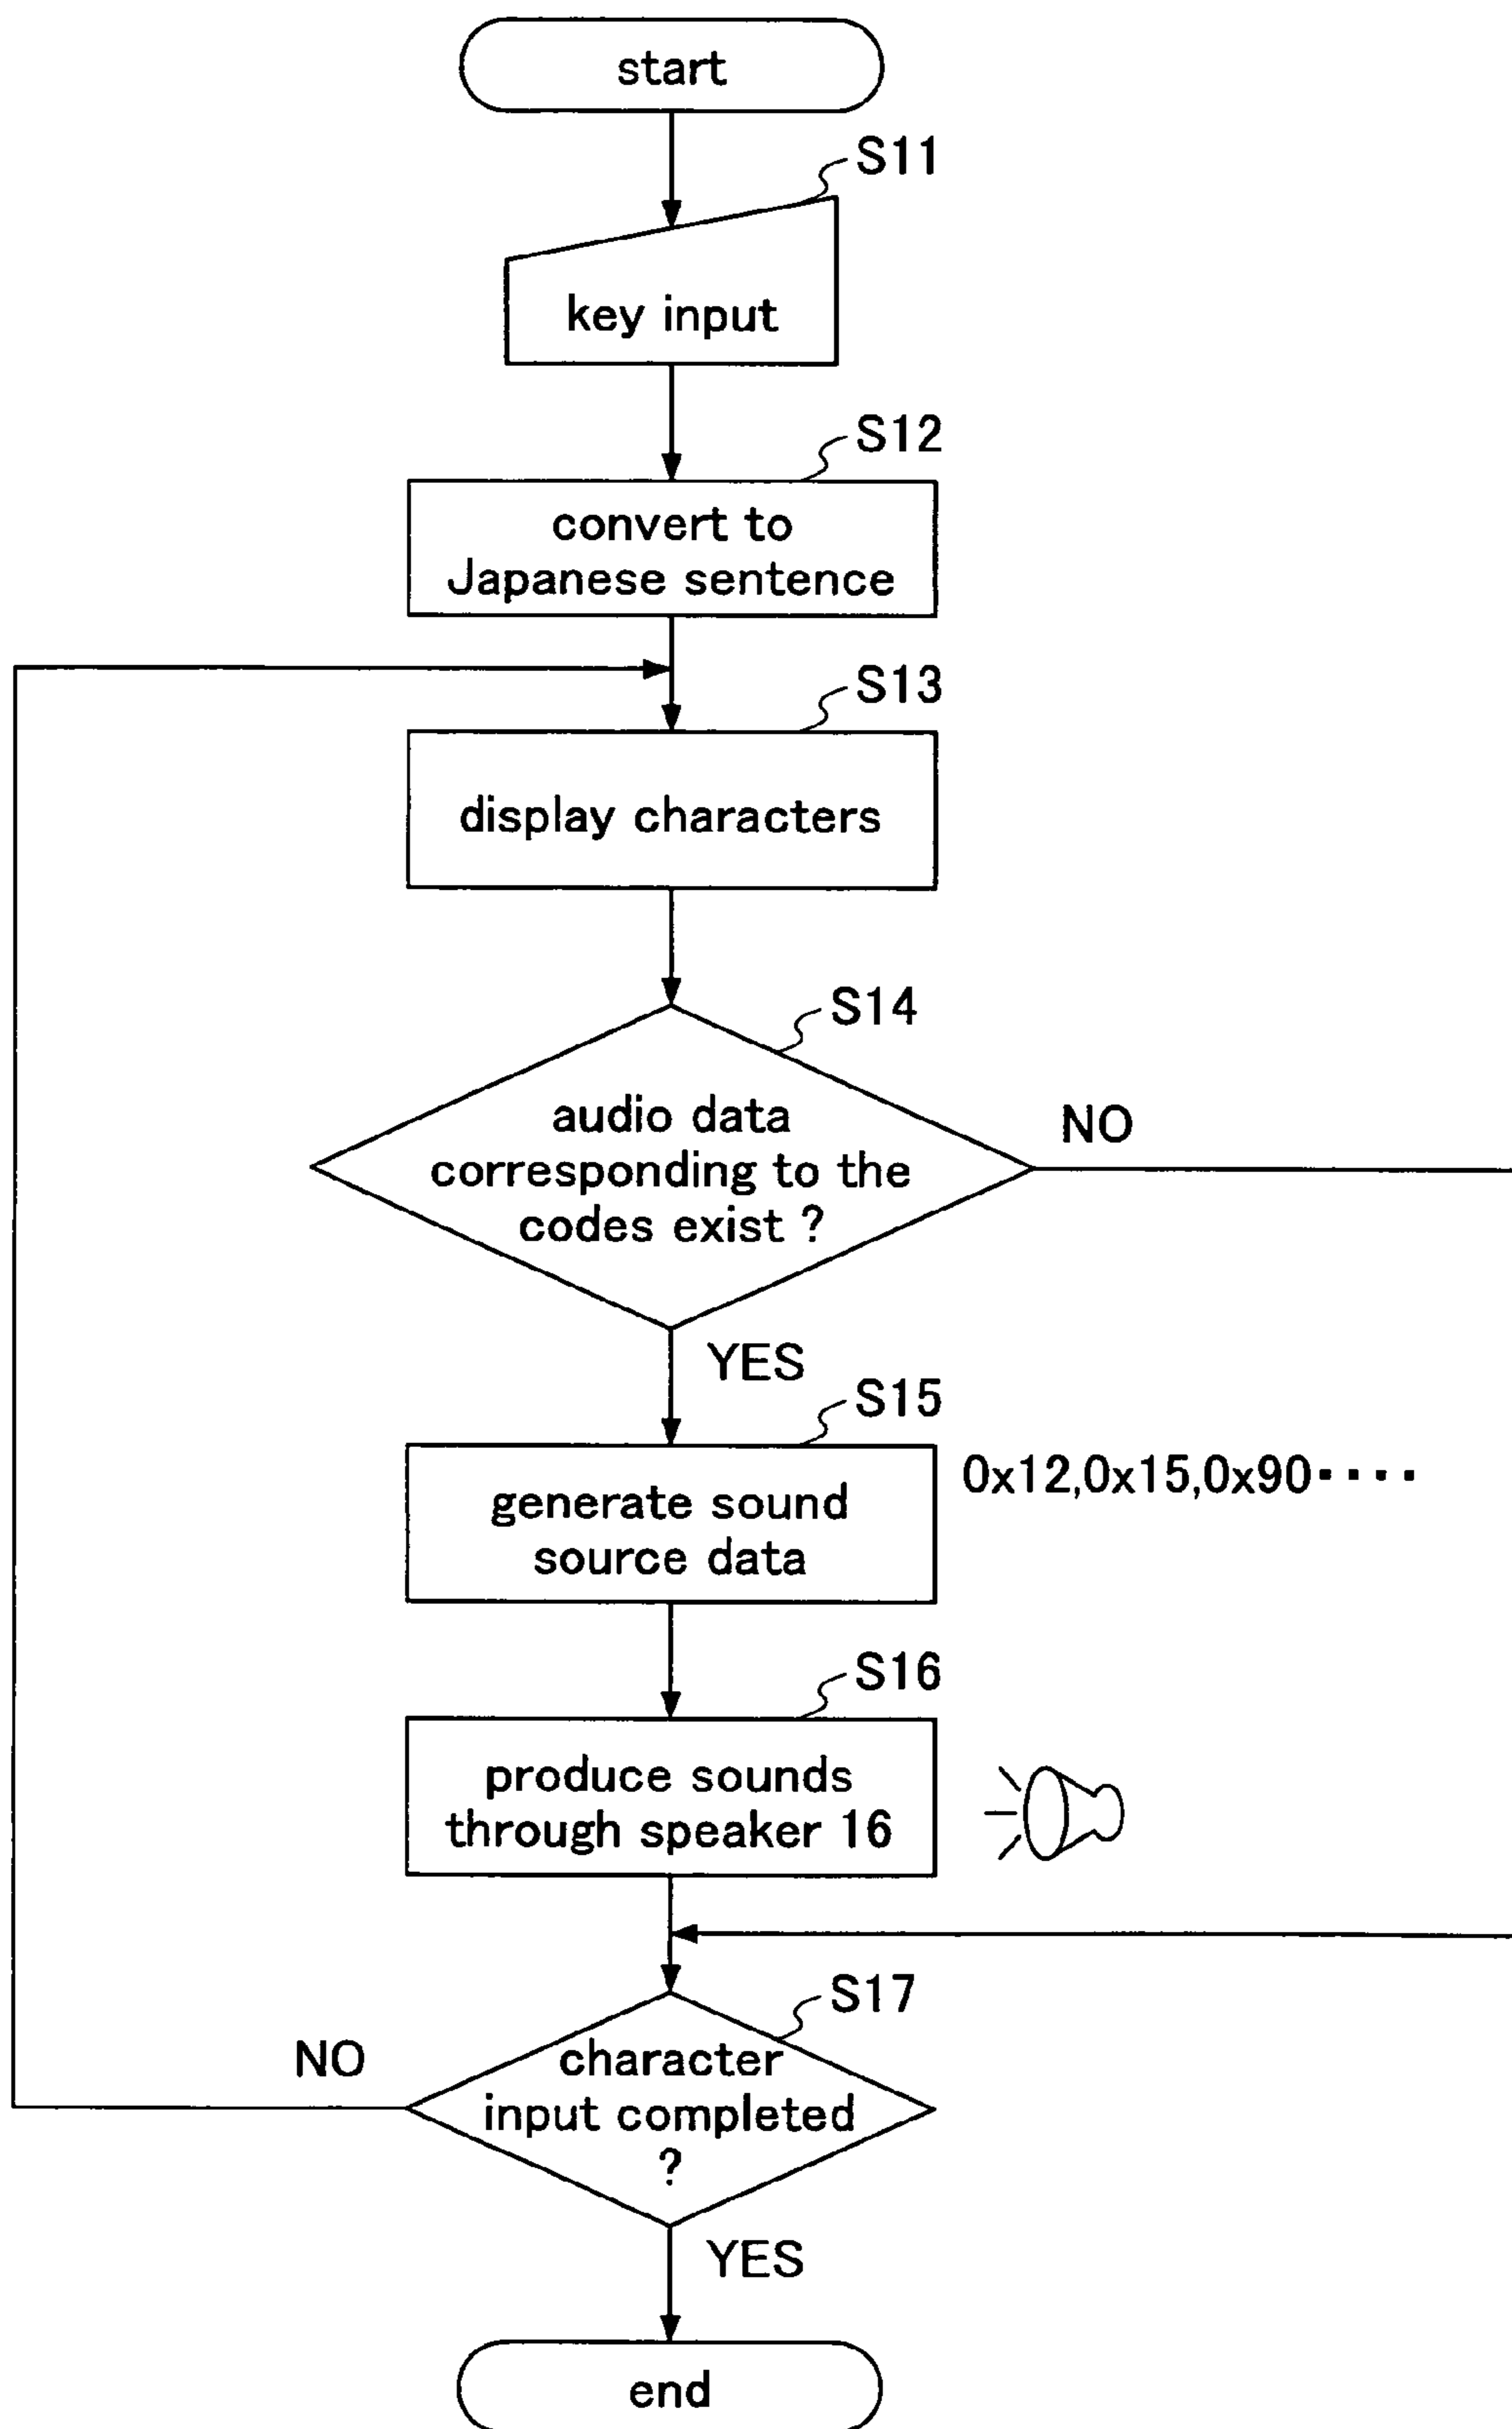 start
S11
key input
S12
convert to
Japanese sentence
S13
display characters
S14
audio data
corresponding to the
codes exist ?
NO
YES
S15
generate sound
source data
0x12,0x15,0x90････
S16
produce sounds
through speaker 16
S17
NO
character
input completed
?
YES
end